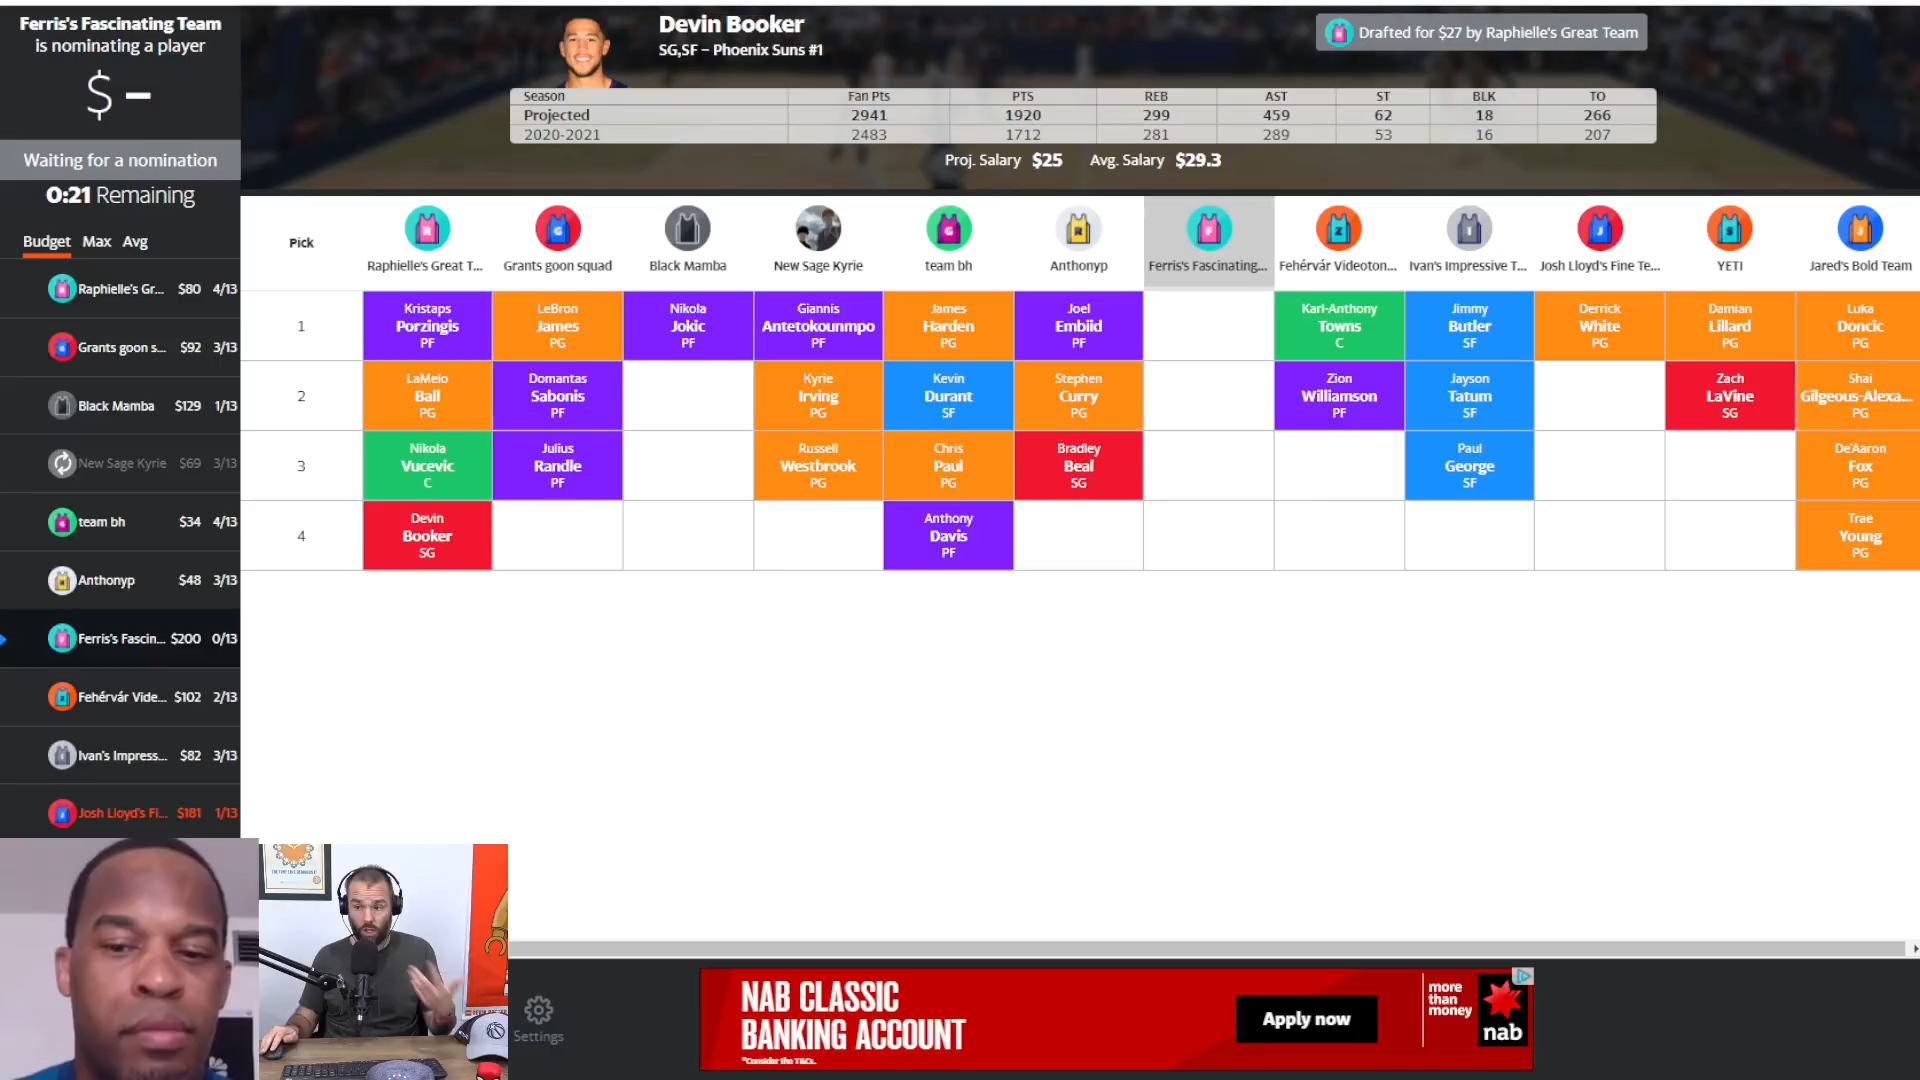 Ferris's Fascinating Team
is nominating a player
$ –
Waiting for a nomination
0:21 Remaining
Budget Max Avg
Raphielle's Gr... $80 4/13
Grants goon s... $92 3/13
Black Mamba $129 1/13
New Sage Kyrie $69 3/13
team bh $34 4/13
Anthonyp $48 3/13
Ferris's Fascin... $200 0/13
Fehérvár Vide... $102 2/13
Ivan's Impress... $82 3/13
Josh Lloyd's Fi... $181 1/13
Devin Booker
SG,SF – Phoenix Suns #1
Drafted for $27 by Raphielle's Great Team
Season Fan Pts PTS REB AST ST BLK TO
Projected 2941 1920 299 459 62 18 266
2020-2021 2483 1712 281 289 53 16 207
Proj. Salary $25 Avg. Salary $29.3
Pick Raphielle's Great T... Grants goon squad Black Mamba New Sage Kyrie team bh Anthonyp Ferris's Fascinating... Fehérvár Videoton... Ivan's Impressive T... Josh Lloyd's Fine Te... YETI Jared's Bold Team
Kristaps LeBron Nikola Giannis James Joel Karl-Anthony Jimmy Derrick Damian Luka
1 Porzingis James Jokic Antetokounmpo Harden Embiid Towns Butler White Lillard Doncic
PF PG PF PF PG PF C SF PG PG PG
LaMelo Domantas Kyrie Kevin Stephen Zion Jayson Zach Shai
2 Ball Sabonis Irving Durant Curry Williamson Tatum LaVine Gilgeous-Alexa...
PG PF PG SF PG PF SF SG PG
Nikola Julius Russell Chris Bradley Paul De'Aaron
3 Vucevic Randle Westbrook Paul Beal George Fox
C PF PG PG SG SF PG
Devin Anthony Trae
4 Booker Davis Young
SG PF PG
Settings
NAB CLASSIC
BANKING ACCOUNT
*Consider the T&Cs.
Apply now
more
than
money
nab